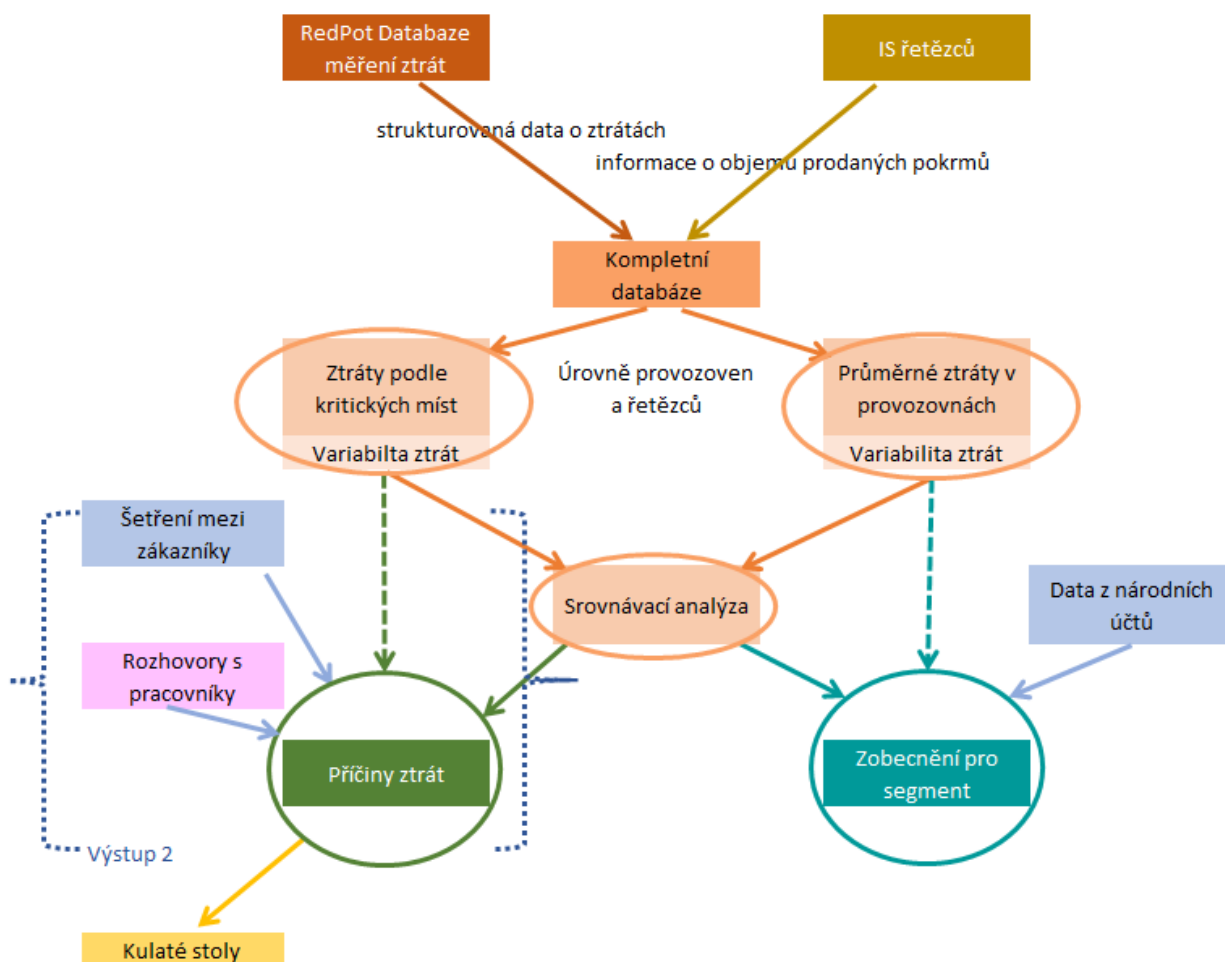 RedPot Databaze
měření ztrát
IS řetězců
strukturovaná data o ztrátách
informace o objemu prodaných pokrmů
Kompletní
databáze
Ztráty podle
kritických míst
Variabilta ztrát
Úrovně provozoven
a řetězců
Průměrné ztráty v
provozovnách
Variabilita ztrát
Šetření mezi
zákazníky
Srovnávací analýza
Data z národních
účtů
Rozhovory s
pracovníky
Příčiny ztrát
Zobecnění pro
segment
Výstup 2
Kulaté stoly